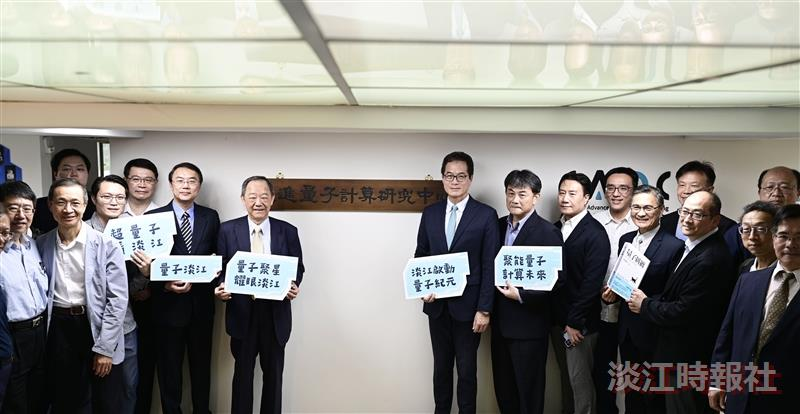 進量子計算研究中
Advance
超量子
淡江
量子淡江
量子聚星
耀眼淡江
淡江啟動
量子紀元
聚能量子
計算未來
淡江時報社